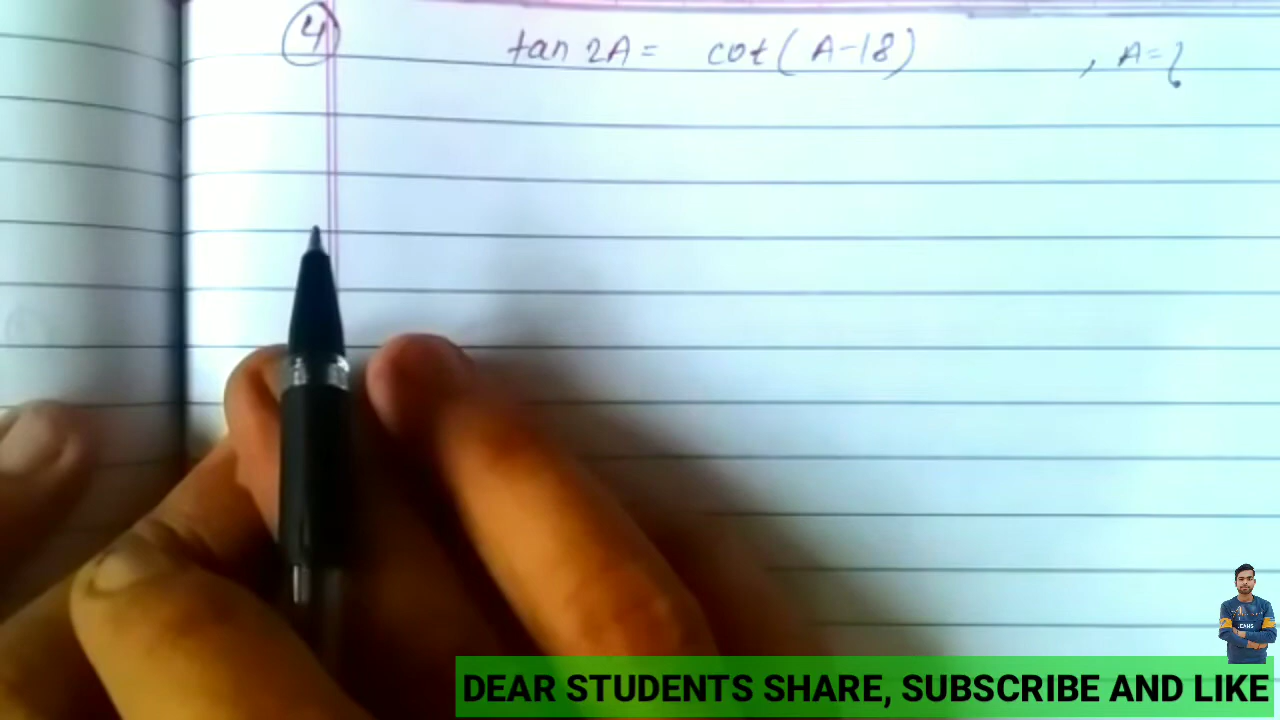 4 tan 2A = cot(A-18) , A=?
DEAR STUDENTS SHARE, SUBSCRIBE AND LIKE